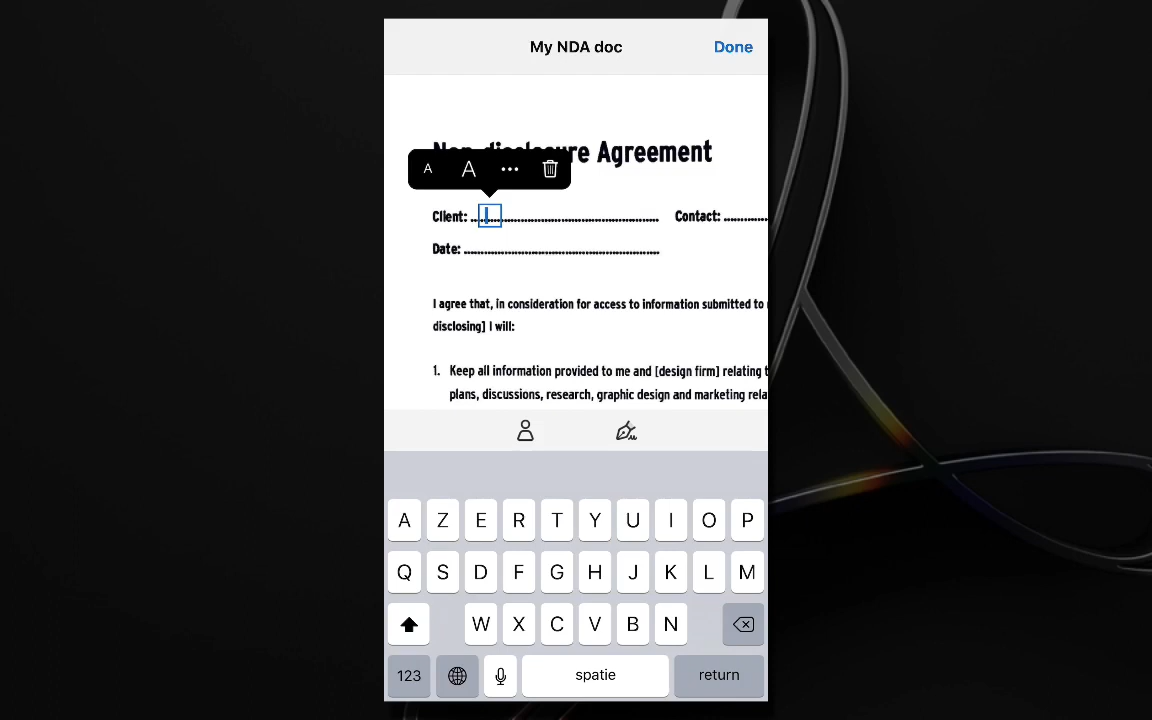 My NDA doc
Done
Non-disclosure Agreement
A A
Client: ........ Contact: ........
Date: ........
I agree that, in consideration for access to information submitted to
disclosing] I will:
1. Keep all information provided to me and [design firm] relating
plans, discussions, research, graphic design and marketing
A Z E R T Y U I O P
Q S D F G H J K L M
W X C V B N
123 spatie return